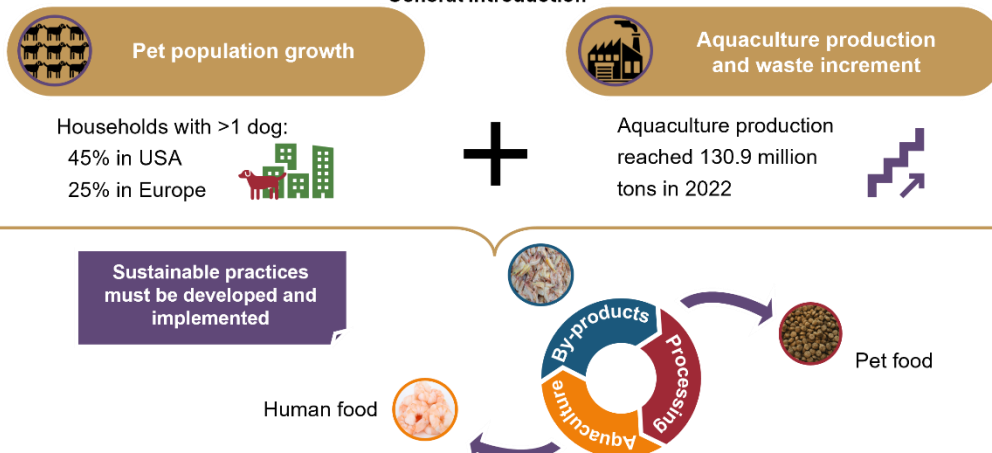 General introduction
Pet population growth
Aquaculture production
and waste increment
Households with >1 dog:
45% in USA
25% in Europe
Aquaculture production
reached 130.9 million
tons in 2022
Sustainable practices
must be developed and
implemented
By-products
Processing
Aquaculture
Pet food
Human food